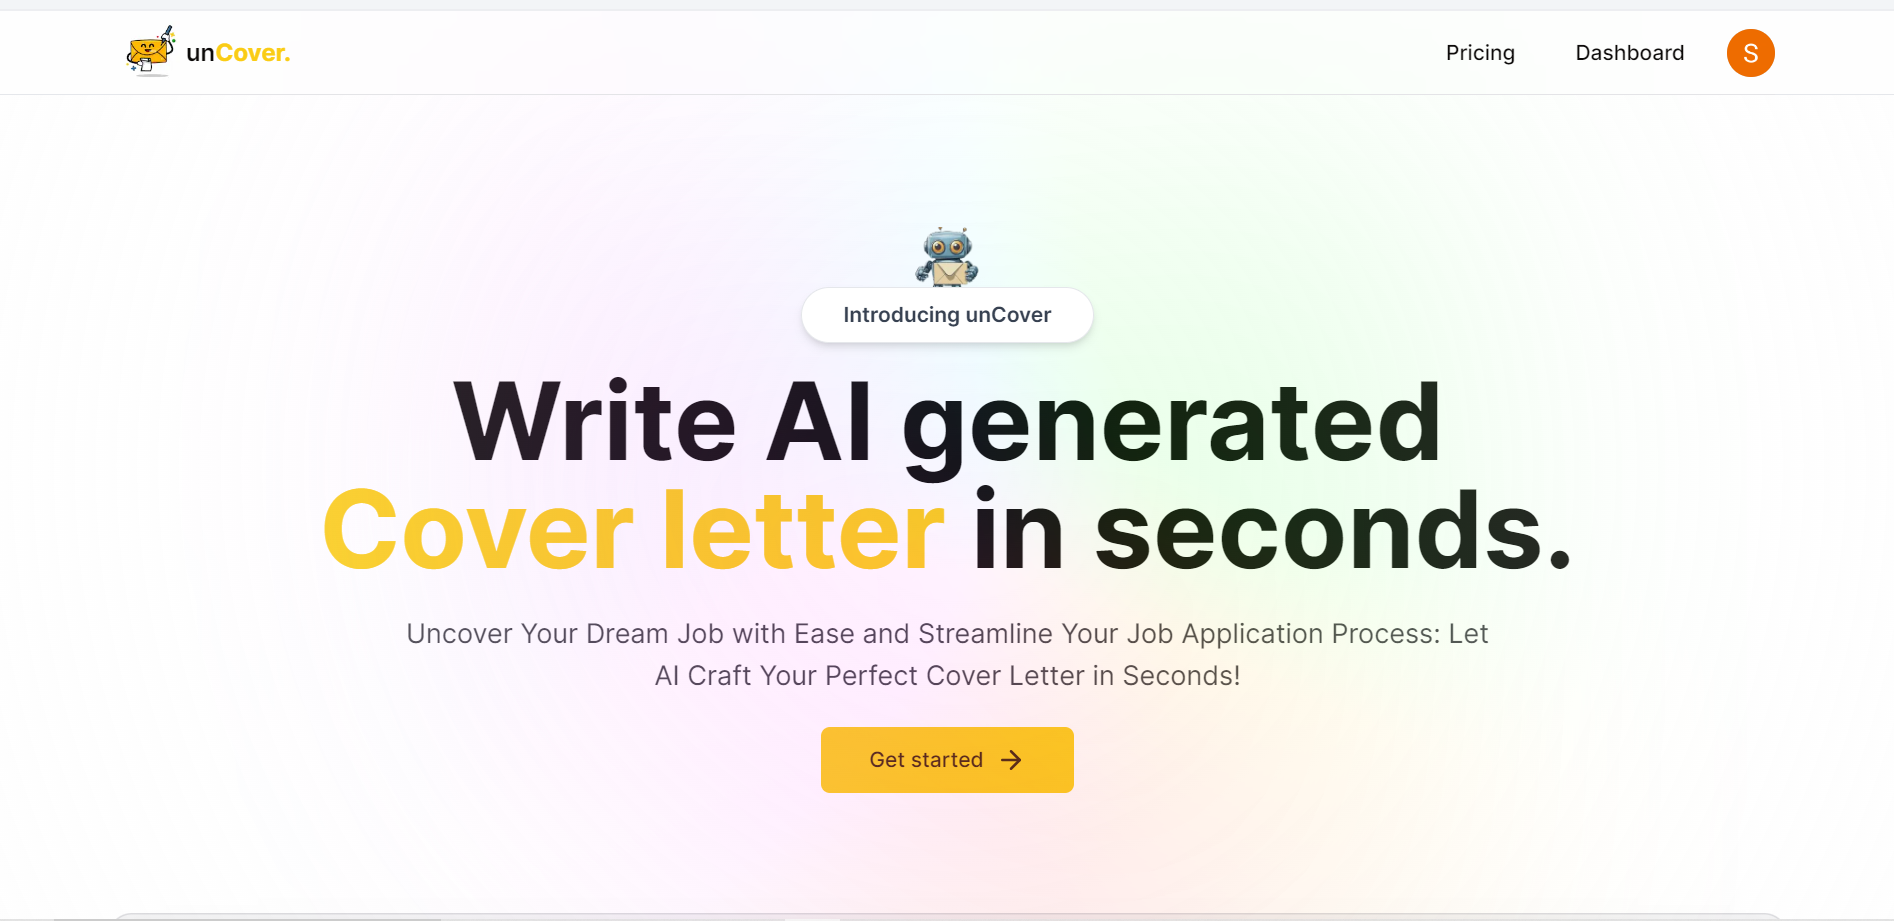 unCover.
Pricing
Dashboard
S
Introducing unCover
Write AI generated
Cover letter in seconds.
Uncover Your Dream Job with Ease and Streamline Your Job Application Process: Let
AI Craft Your Perfect Cover Letter in Seconds!
Get started